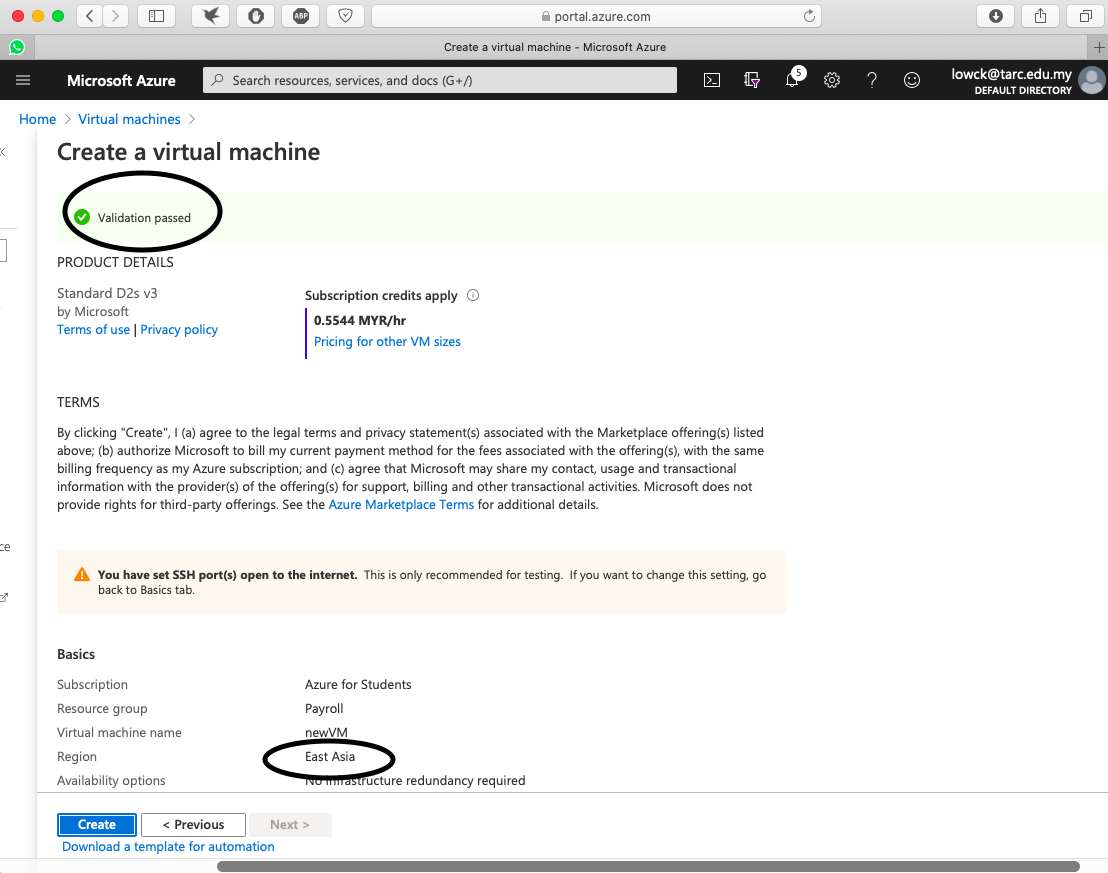 portal.azure.com
Create a virtual machine - Microsoft Azure
Microsoft Azure
Search resources, services, and docs (G+/)
5
lowck@tarc.edu.my
DEFAULT DIRECTORY
Home > Virtual machines >
Create a virtual machine
Validation passed
PRODUCT DETAILS
Standard D2s v3
by Microsoft
Terms of use | Privacy policy
Subscription credits apply
0.5544 MYR/hr
Pricing for other VM sizes
TERMS
By clicking "Create", I (a) agree to the legal terms and privacy statement(s) associated with the Marketplace offering(s) listed
above; (b) authorize Microsoft to bill my current payment method for the fees associated with the offering(s), with the same
billing frequency as my Azure subscription; and (c) agree that Microsoft may share my contact, usage and transactional
information with the provider(s) of the offering(s) for support, billing and other transactional activities. Microsoft does not
provide rights for third-party offerings. See the Azure Marketplace Terms for additional details.
ce
You have set SSH port(s) open to the internet. This is only recommended for testing. If you want to change this setting, go
back to Basics tab.
Basics
Subscription Azure for Students
Resource group Payroll
Virtual machine name newVM
Region East Asia
Availability options No infrastructure redundancy required
Create < Previous Next >
Download a template for automation